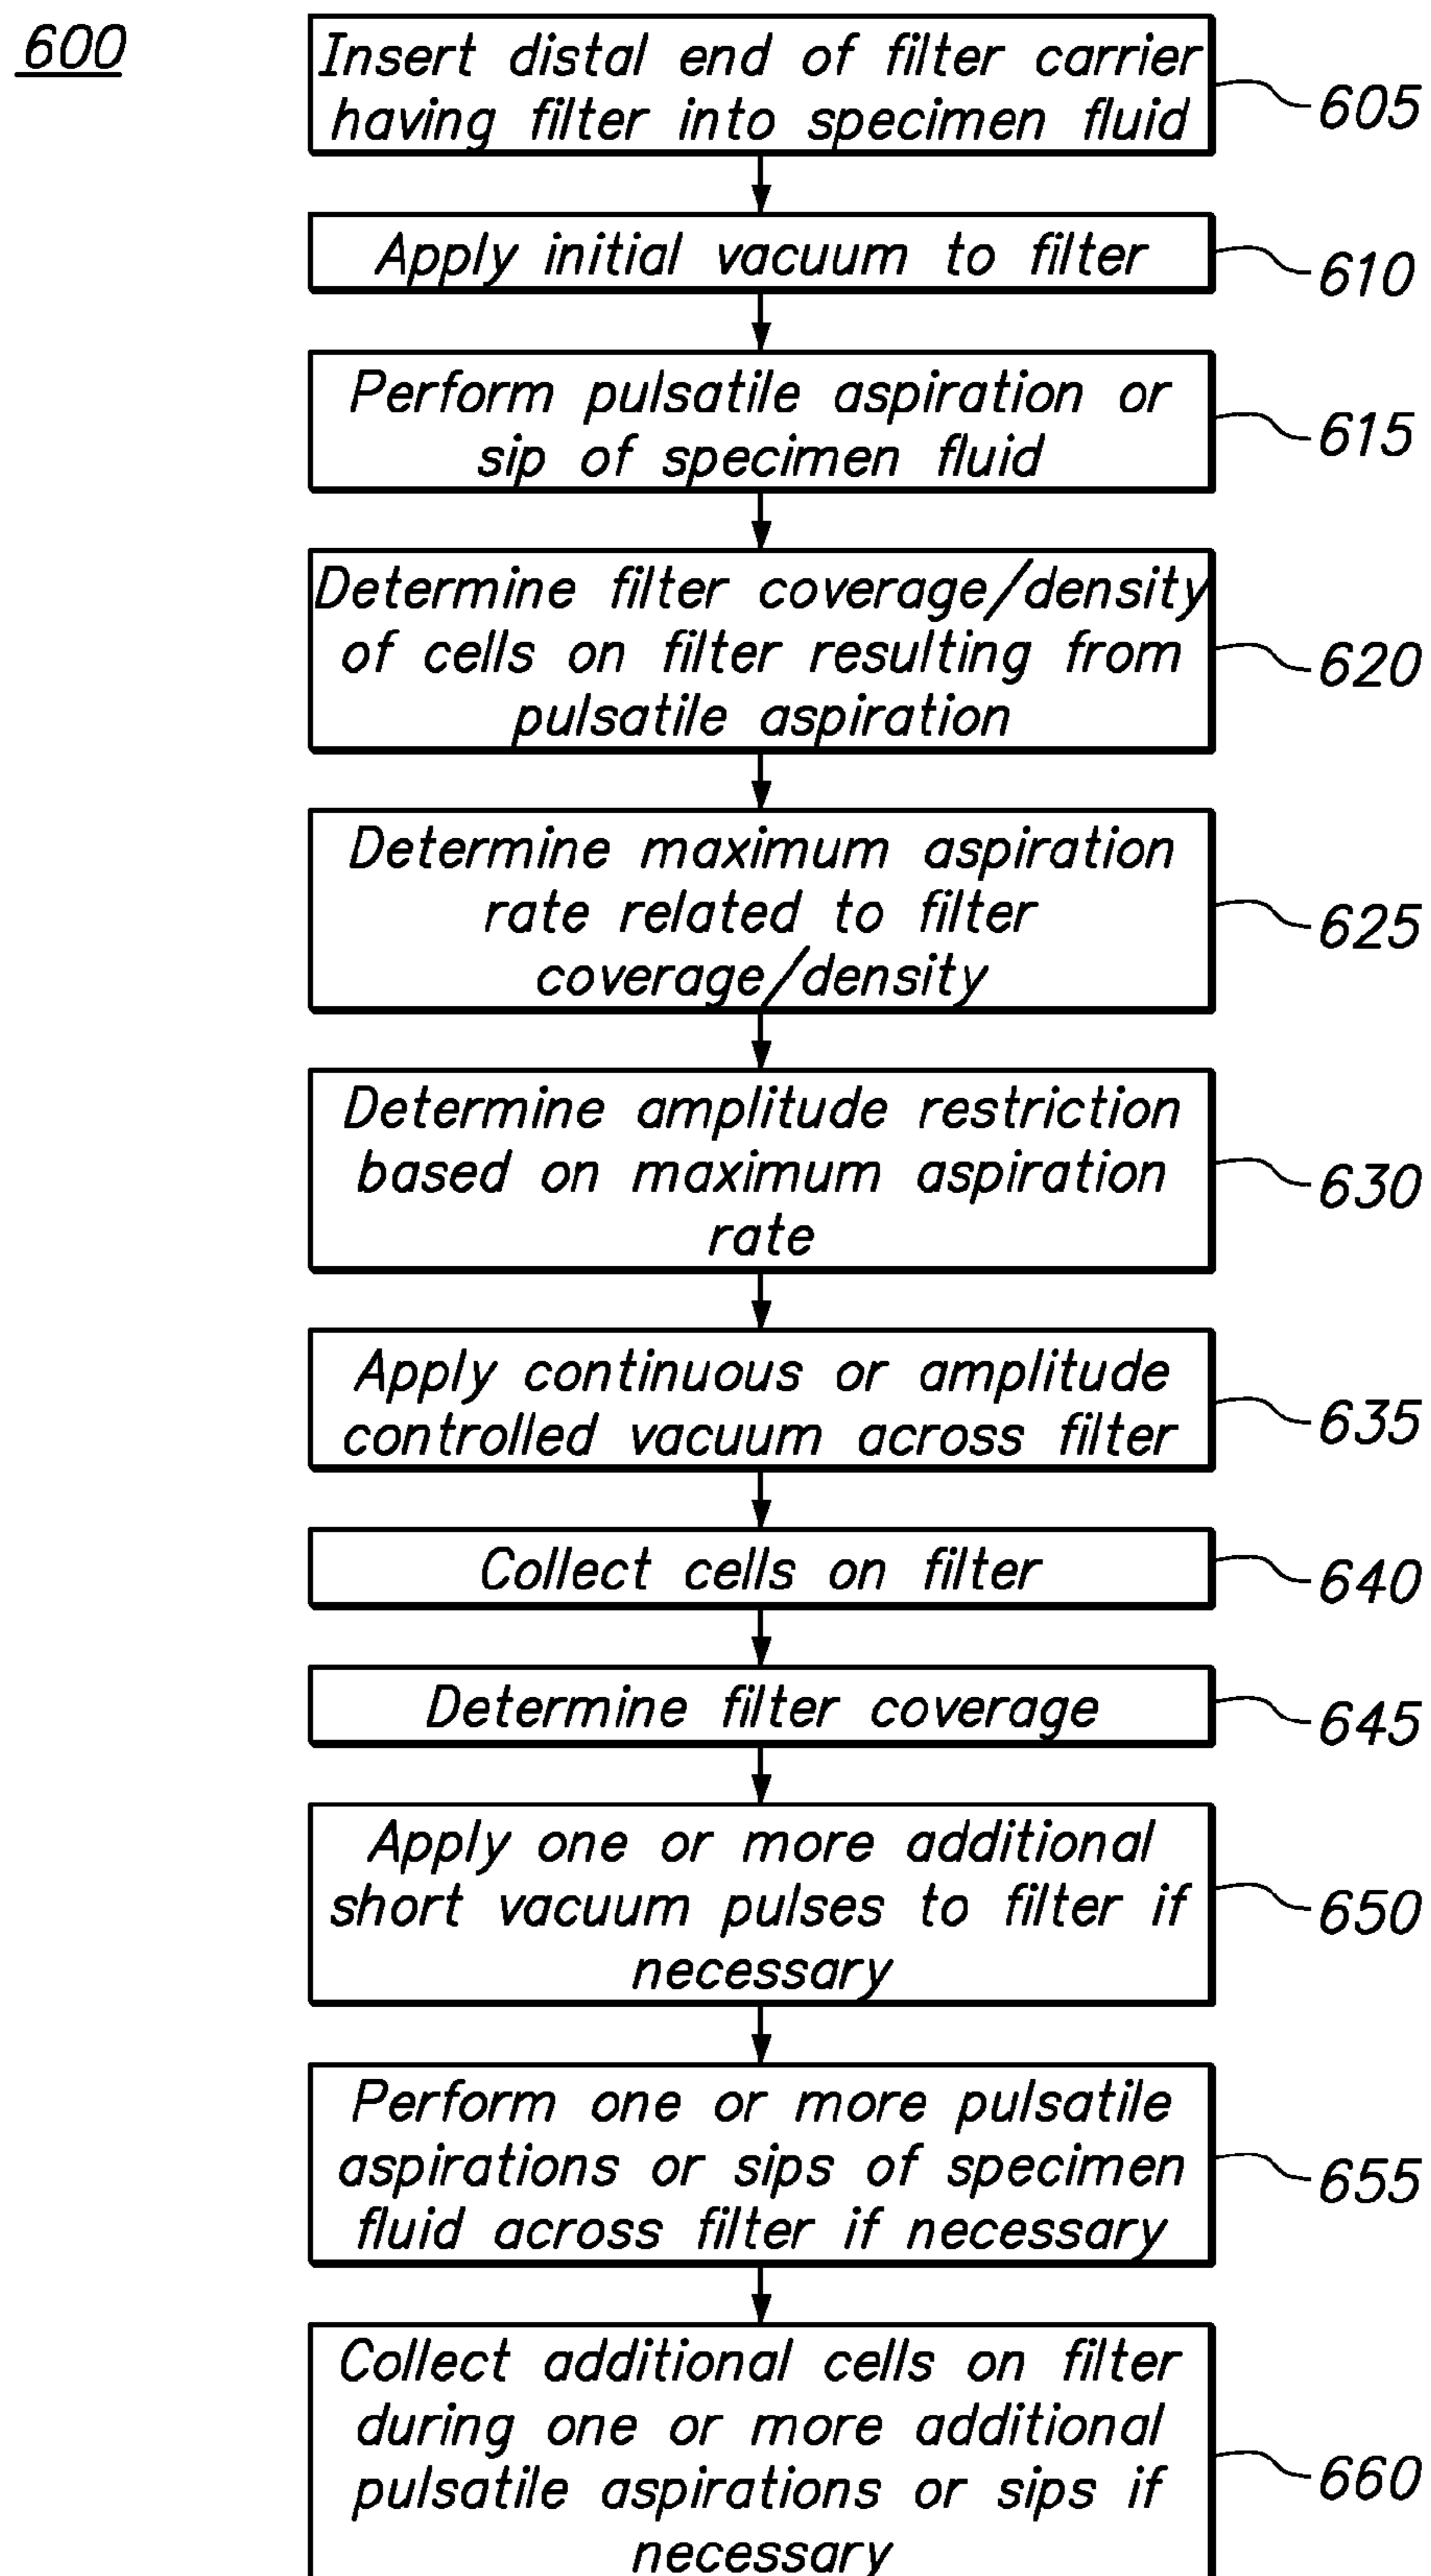 600
Insert distal end of filter carrier
having filter into specimen fluid
605
Apply initial vacuum to filter
610
Perform pulsatile aspiration or
sip of specimen fluid
615
Determine filter coverage/density
of cells on filter resulting from
pulsatile aspiration
620
Determine maximum aspiration
rate related to filter
coverage/density
625
Determine amplitude restriction
based on maximum aspiration
rate
630
Apply continuous or amplitude
controlled vacuum across filter
635
Collect cells on filter
640
Determine filter coverage
645
Apply one or more additional
short vacuum pulses to filter if
necessary
650
Perform one or more pulsatile
aspirations or sips of specimen
fluid across filter if necessary
655
Collect additional cells on filter
during one or more additional
pulsatile aspirations or sips if
necessary
660